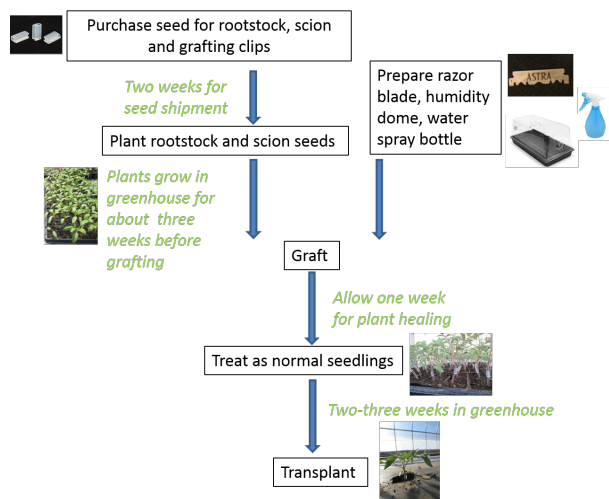 Purchase seed for rootstock, scion
and grafting clips
Two weeks for
seed shipment
Prepare razor
blade, humidity
dome, water
spray bottle
ASTRA
Plant rootstock and scion seeds
Plants grow in
greenhouse for
about three
weeks before
grafting
Graft
Allow one week
for plant healing
Treat as normal seedlings
Two-three weeks in greenhouse
Transplant